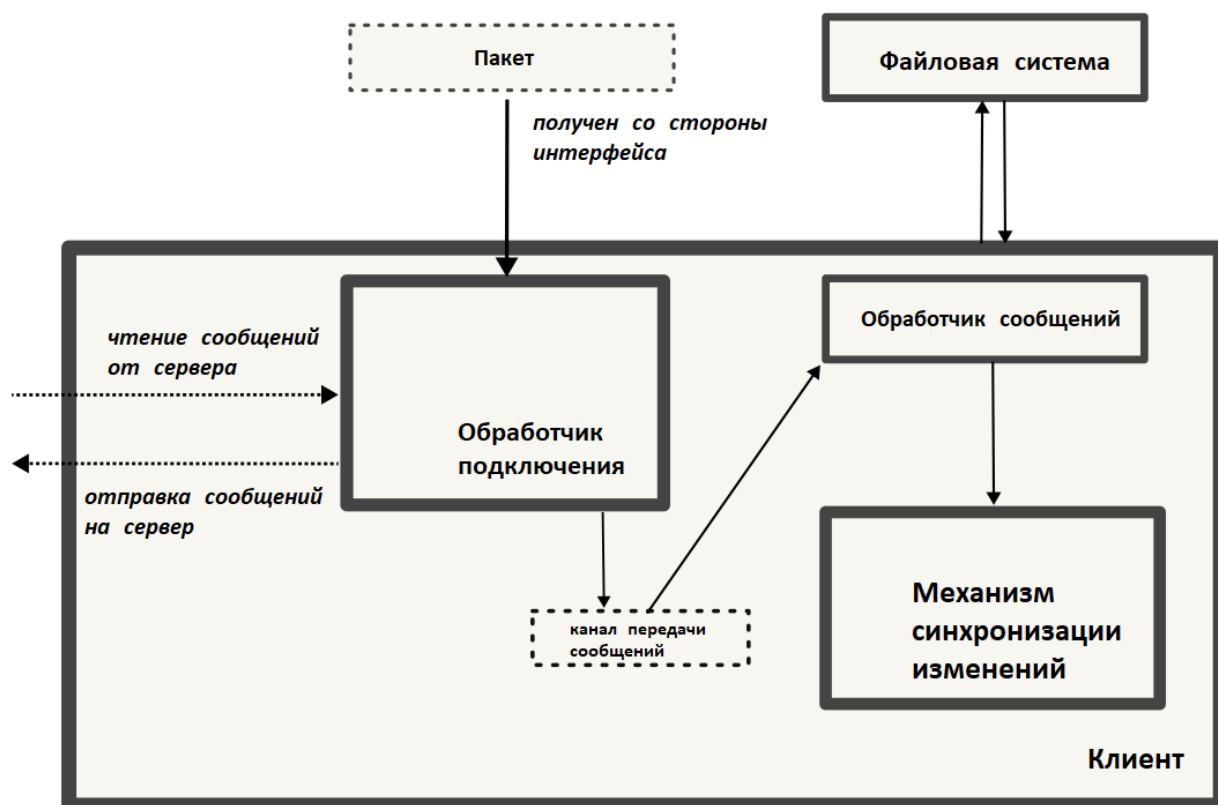 Пакет
Файловая система
получен со стороны
интерфейса
Обработчик сообщений
чтение сообщений
от сервера
Обработчик
подключения
отправка сообщений
на сервер
канал передачи
сообщений
Механизм
синхронизации
изменений
Клиент